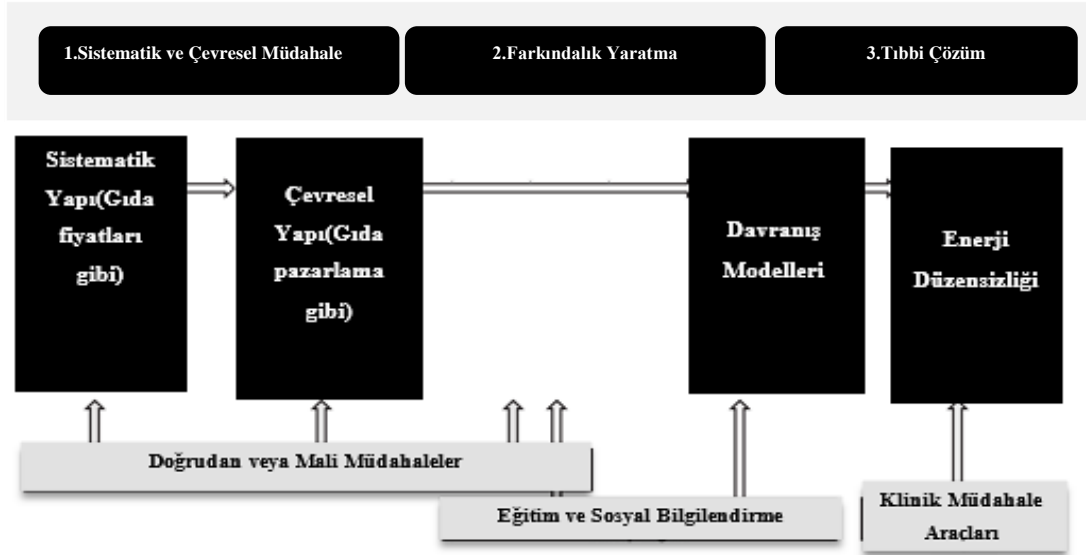 1.Sistematik ve Çevresel Müdahale
2.Farkındalık Yaratma
3.Tıbbi Çözüm
Sistematik
Yapı(Gıda
fiyatları
gibi)
Çevresel
Yapı(Gıda
pazarlama
gibi)
Davranış
Modelleri
Enerji
Düzensizliği
Doğrudan veya Mali Müdahaleler
Eğitim ve Sosyal Bilgilendirme
Klinik Müdahale
Araçları